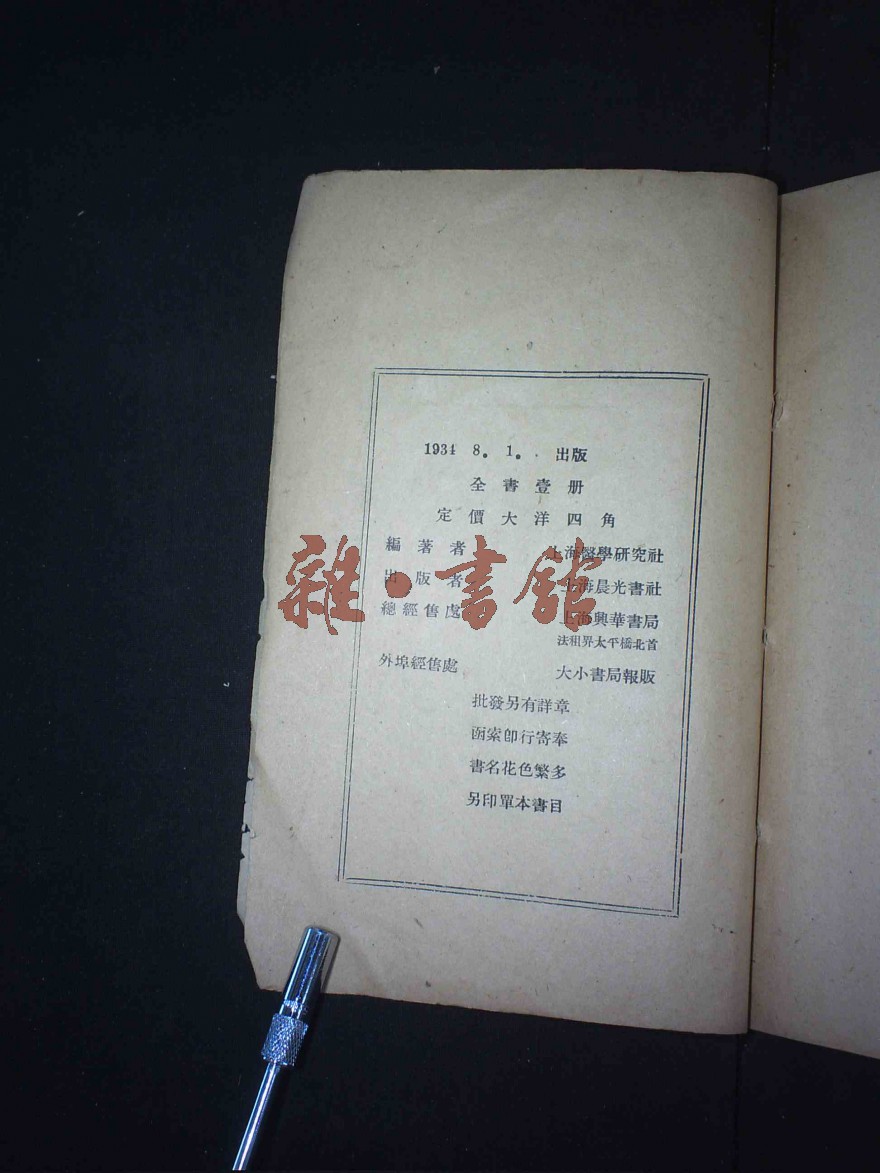 1934 8. 1. 出版
全書壹册
定價大洋四角
編著者 上海醫學研究社
出版者 上海晨光書社
總經售處 上海興華書局
法租界太平橋北首
外埠經售處 大小書局報販
批發另有詳章
函索卽行寄奉
書名花色繁多
另印單本書目
雜·書館